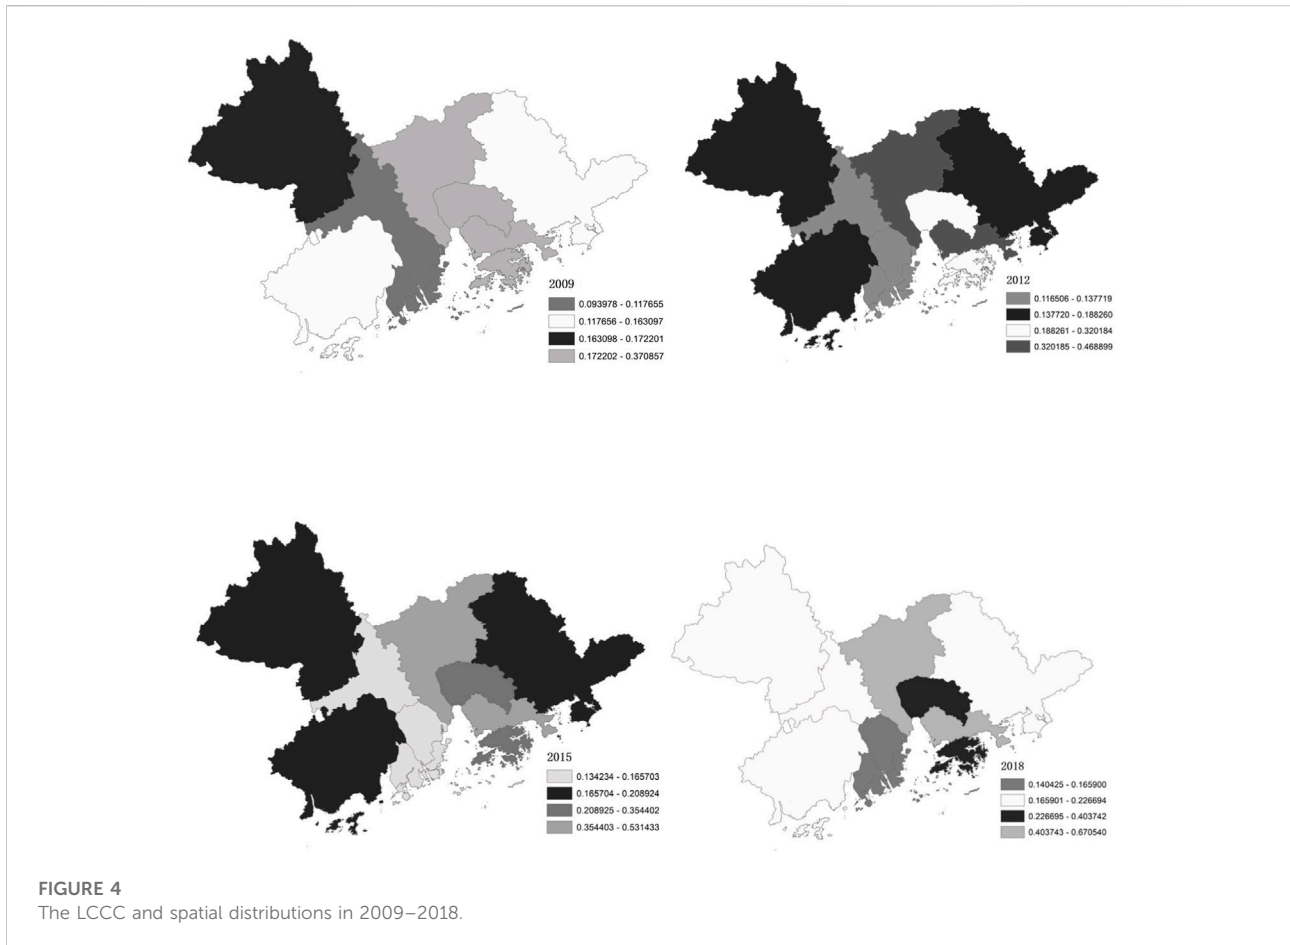 2009
0.093978 - 0.117655
0.117656 - 0.163097
0.163098 - 0.172201
0.172202 - 0.370857
2012
0.116506 - 0.137719
0.137720 - 0.188260
0.188261 - 0.320184
0.320185 - 0.468899
2015
0.134234 - 0.165703
0.165704 - 0.208924
0.208925 - 0.354402
0.354403 - 0.531433
2018
0.140425 - 0.165900
0.165901 - 0.226694
0.226695 - 0.403742
0.403743 - 0.670540
FIGURE 4
The LCCC and spatial distributions in 2009–2018.